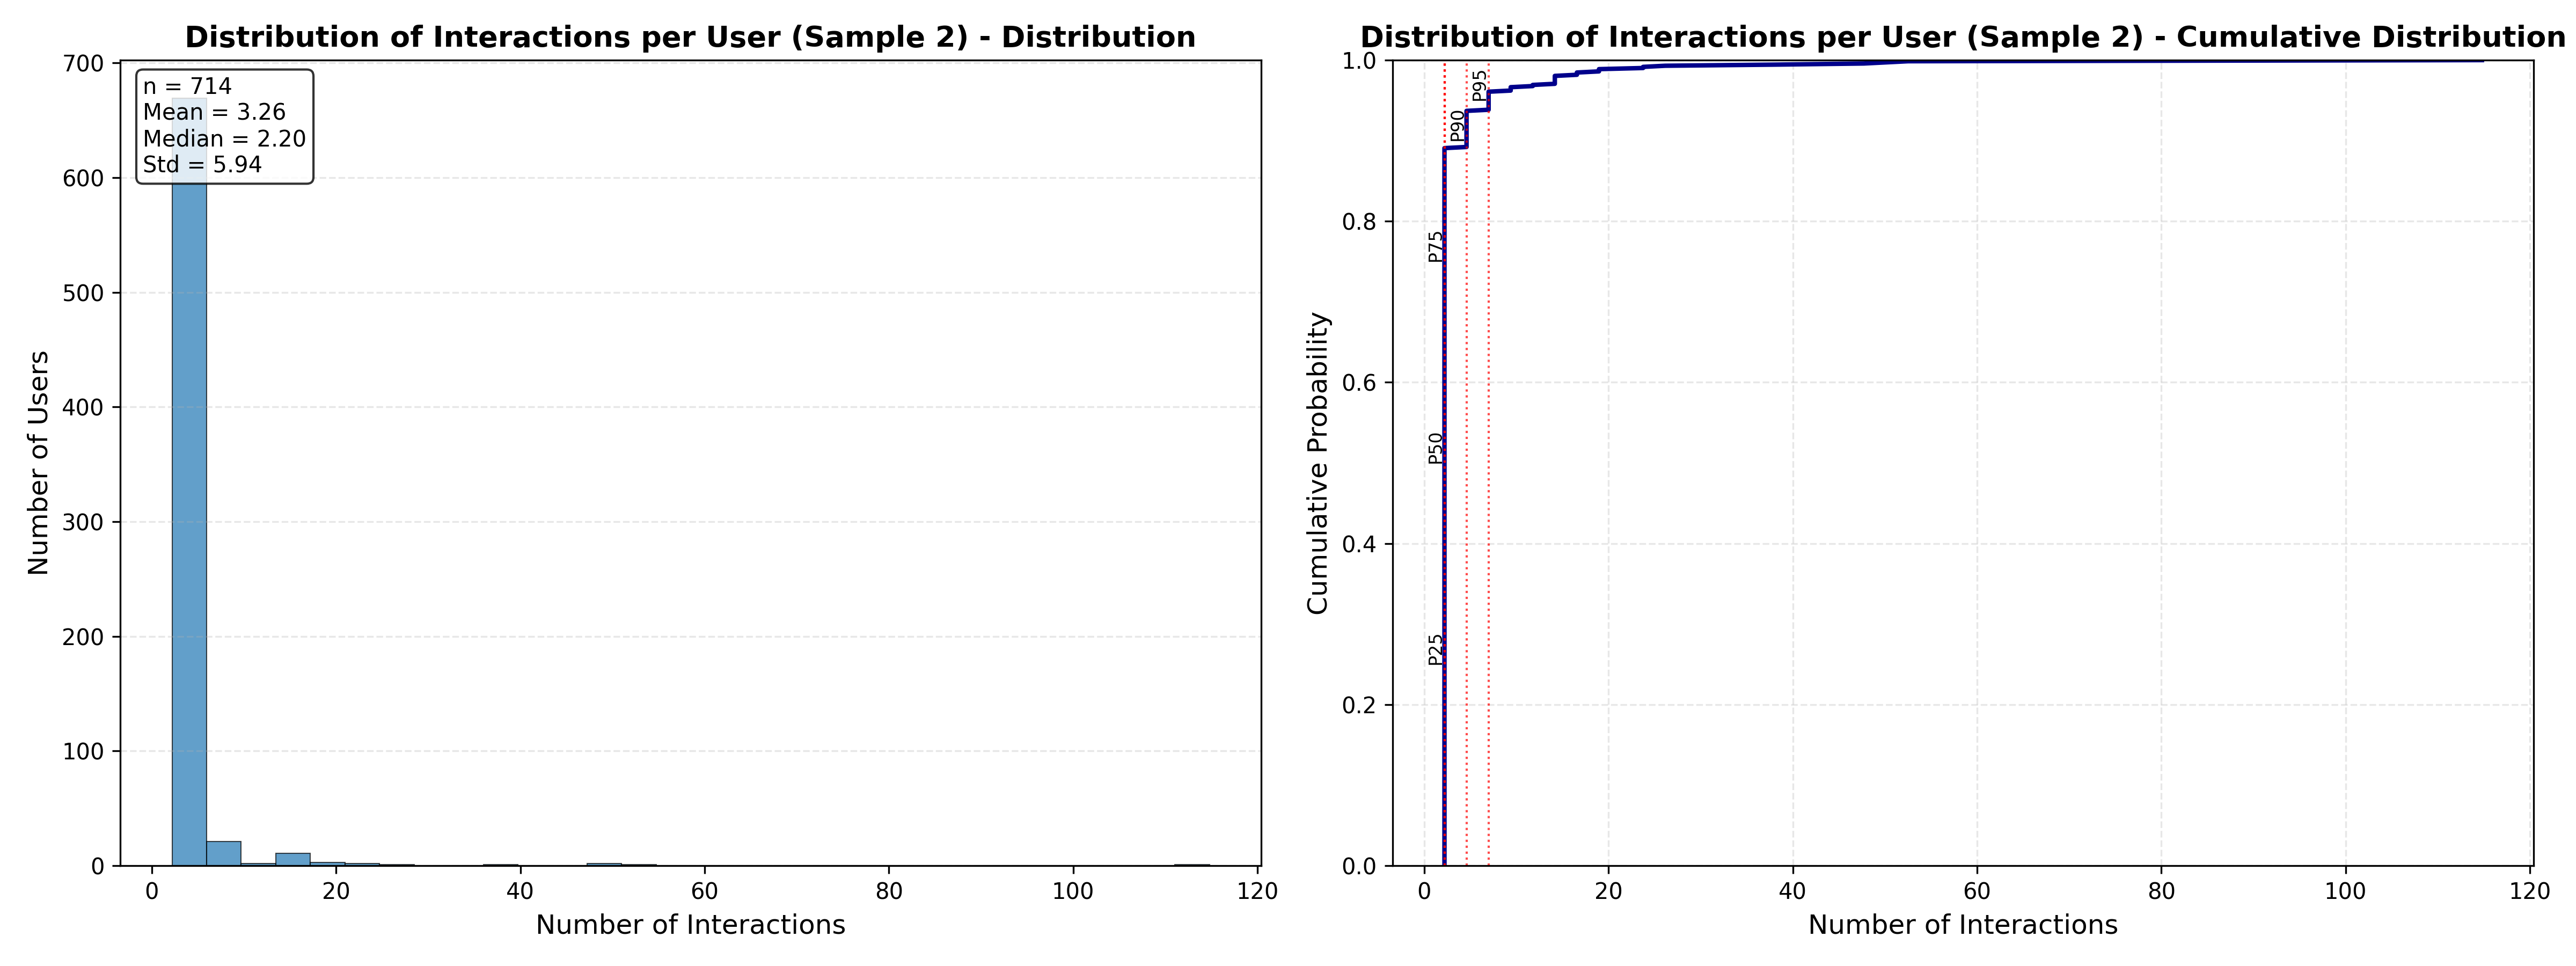 Distribution of Interactions per User (Sample 2) - Distribution
n = 714
Mean = 3.26
Median = 2.20
Std = 5.94
700
600
500
400
300
200
100
0
Number of Users
0 20 40 60 80 100 120
Number of Interactions
Distribution of Interactions per User (Sample 2) - Cumulative Distribution
1.0
0.8
0.6
0.4
0.2
0.0
Cumulative Probability
P95
P90
P75
P50
P25
0 20 40 60 80 100 120
Number of Interactions